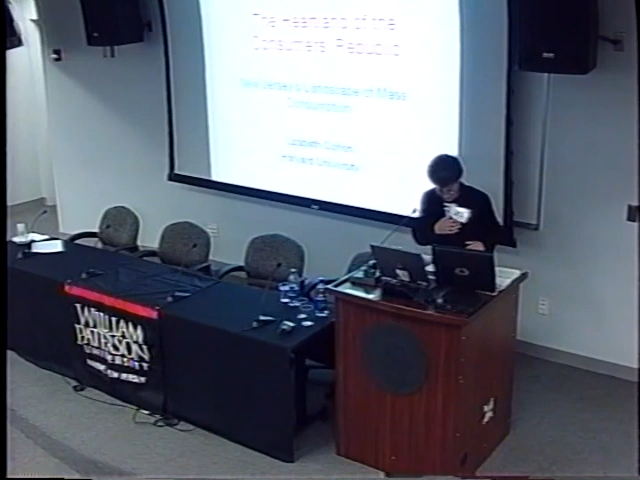 The Heartland of the
Consumers' Republic
New Jersey's Landscape of Mass
Consumption
Lizabeth Cohen
Harvard University
WILLIAM
PATERSON
UNIVERSITY